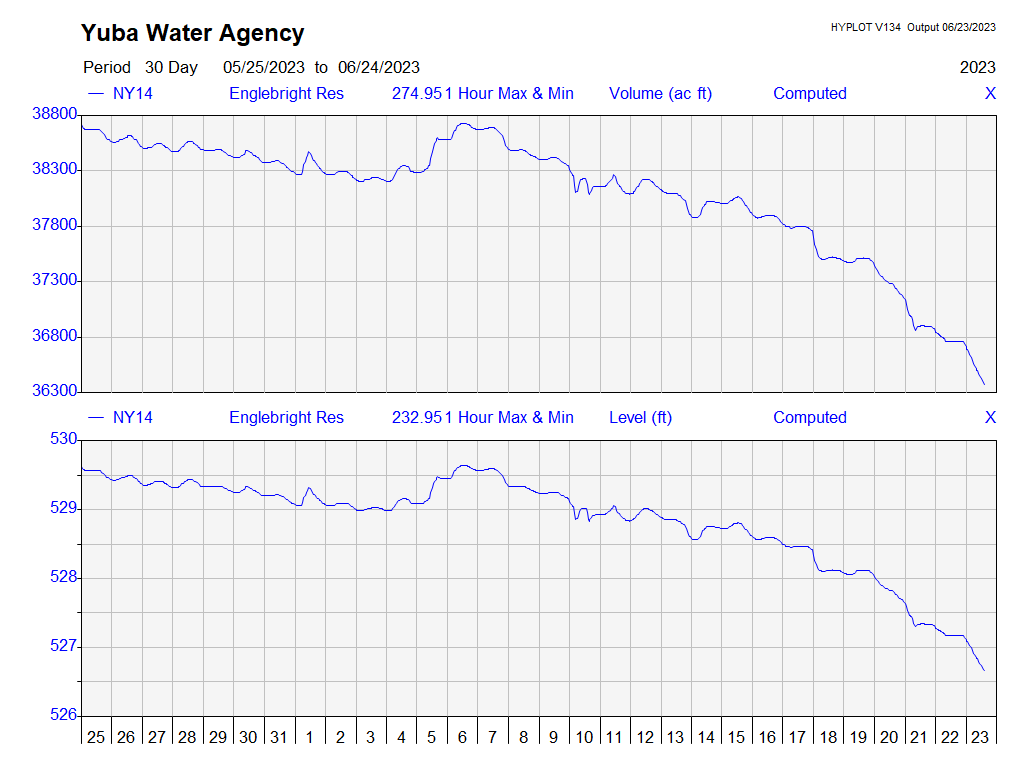 Yuba Water Agency
HYPLOT V134 Output 06/23/2023
Period 30 Day 05/25/2023 to 06/24/2023 2023
NY14 Englebright Res 274.951 Hour Max & Min Volume (ac ft) Computed X
38800
38300
37800
37300
36800
36300
NY14 Englebright Res 232.951 Hour Max & Min Level (ft) Computed X
530
529
528
527
526
25 26 27 28 29 30 31 1 2 3 4 5 6 7 8 9 10 11 12 13 14 15 16 17 18 19 20 21 22 23